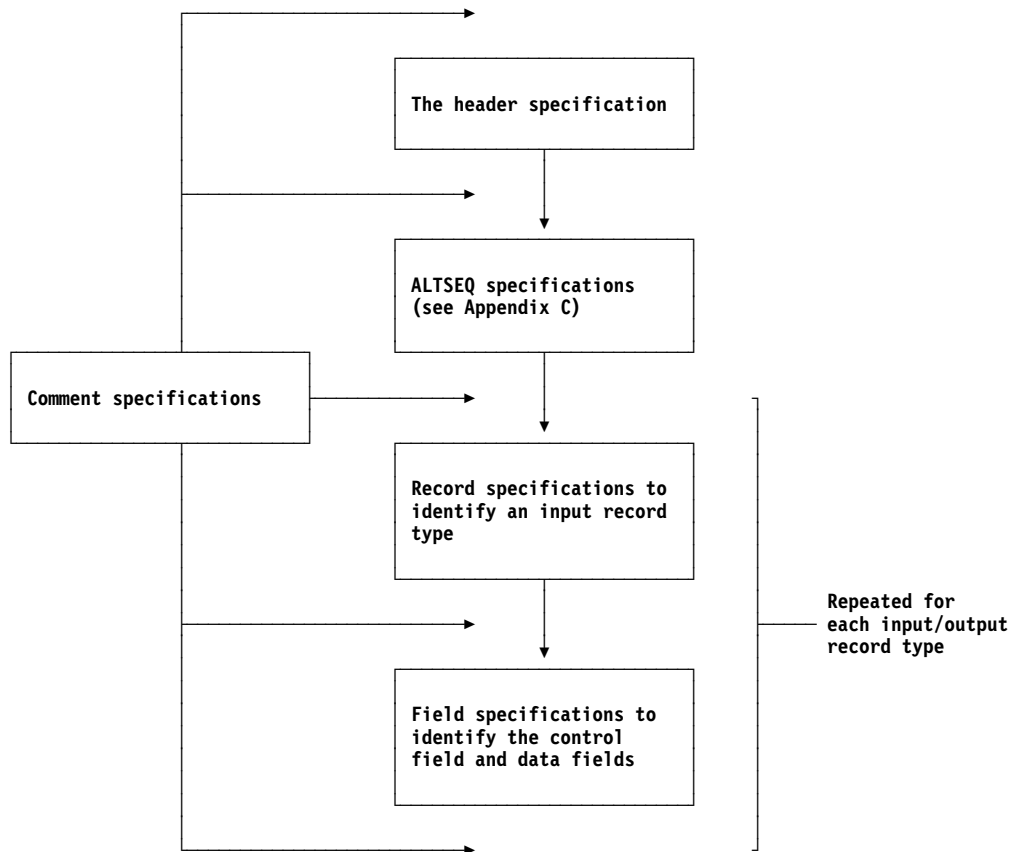 The header specification
ALTSEQ specifications
(see Appendix C)
Comment specifications
Record specifications to
identify an input record
type
Repeated for
each input/output
record type
Field specifications to
identify the control
field and data fields